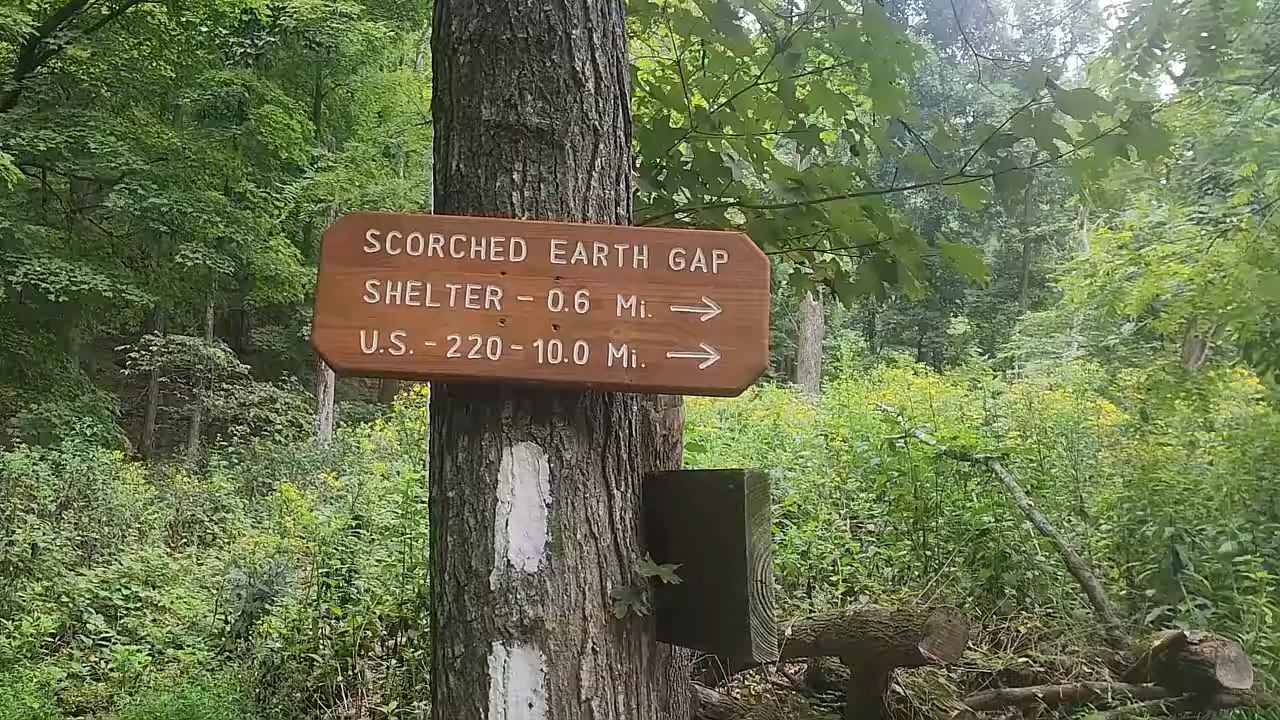 SCORCHED EARTH GAP
SHELTER - 0.6 Mi. →
U.S. - 220 - 10.0 Mi. →